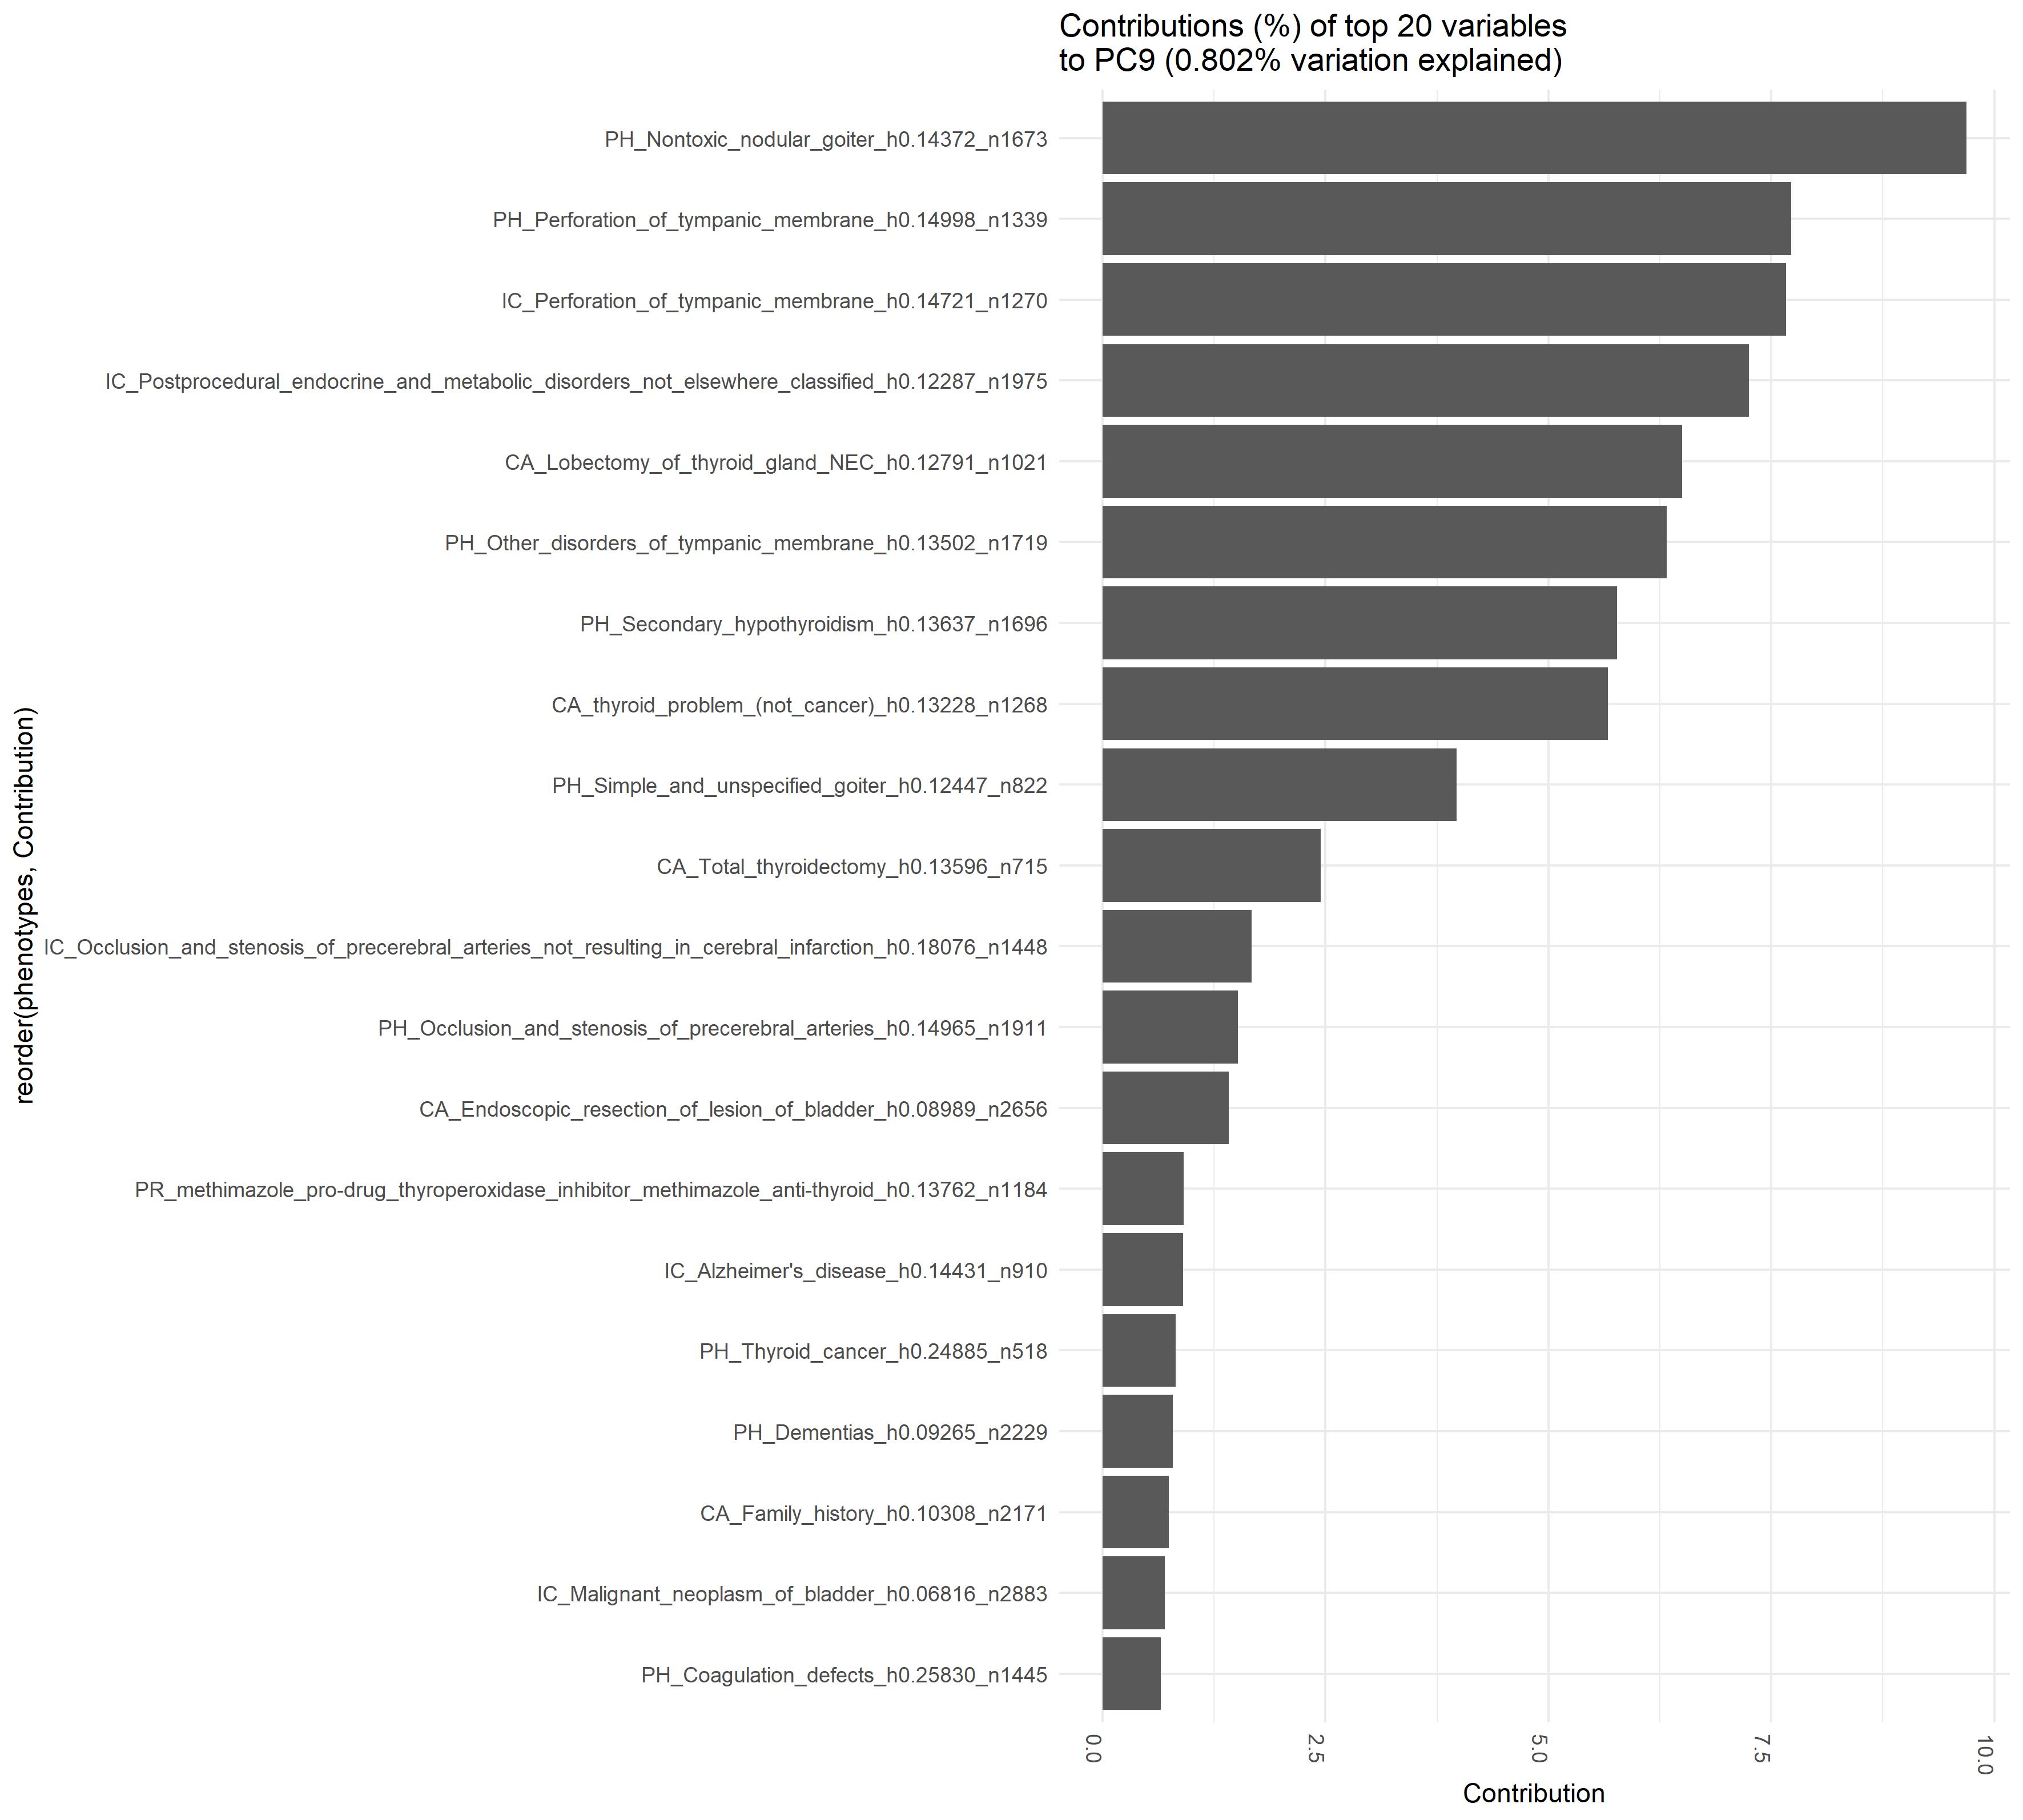 Contributions (%) of top 20 variables
to PC9 (0.802% variation explained)
PH_Nontoxic_nodular_goiter_h0.14372_n1673
PH_Perforation_of_tympanic_membrane_h0.14998_n1339
IC_Perforation_of_tympanic_membrane_h0.14721_n1270
IC_Postprocedural_endocrine_and_metabolic_disorders_not_elsewhere_classified_h0.12287_n1975
CA_Lobectomy_of_thyroid_gland_NEC_h0.12791_n1021
PH_Other_disorders_of_tympanic_membrane_h0.13502_n1719
PH_Secondary_hypothyroidism_h0.13637_n1696
CA_thyroid_problem_(not_cancer)_h0.13228_n1268
PH_Simple_and_unspecified_goiter_h0.12447_n822
CA_Total_thyroidectomy_h0.13596_n715
IC_Occlusion_and_stenosis_of_precerebral_arteries_not_resulting_in_cerebral_infarction_h0.18076_n1448
PH_Occlusion_and_stenosis_of_precerebral_arteries_h0.14965_n1911
CA_Endoscopic_resection_of_lesion_of_bladder_h0.08989_n2656
PR_methimazole_pro-drug_thyroperoxidase_inhibitor_methimazole_anti-thyroid_h0.13762_n1184
IC_Alzheimer's_disease_h0.14431_n910
PH_Thyroid_cancer_h0.24885_n518
PH_Dementias_h0.09265_n2229
CA_Family_history_h0.10308_n2171
IC_Malignant_neoplasm_of_bladder_h0.06816_n2883
PH_Coagulation_defects_h0.25830_n1445
reorder(phenotypes, Contribution)
0.0
2.5
5.0
7.5
10.0
Contribution